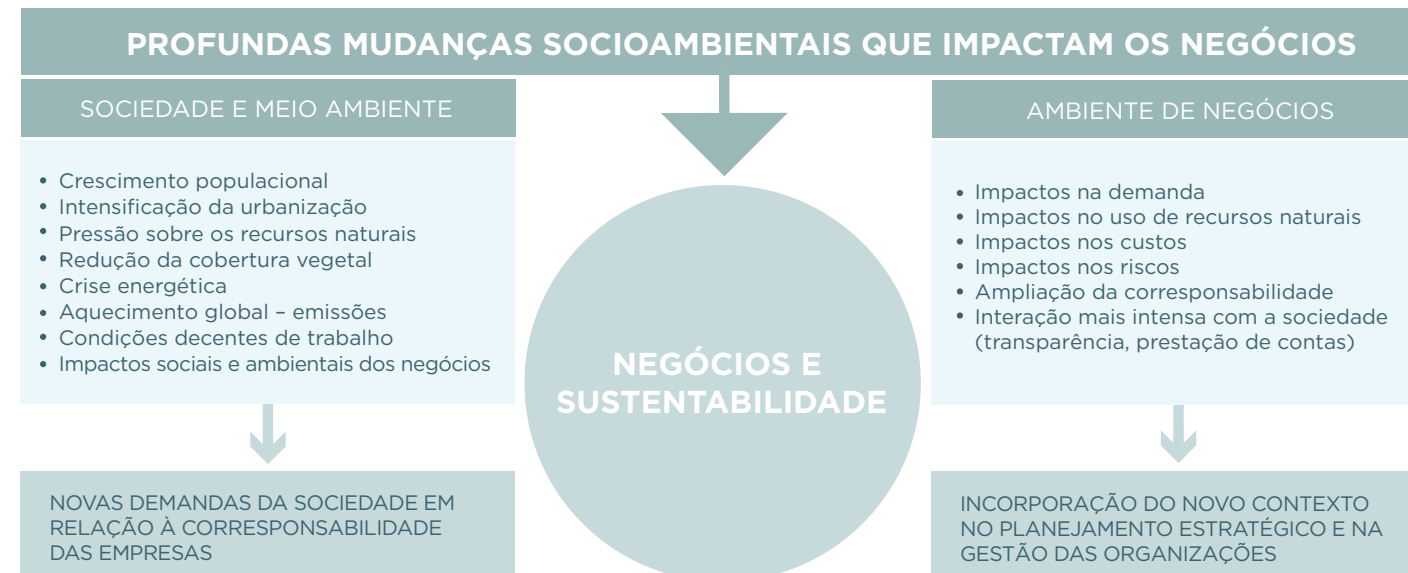 PROFUNDAS MUDANÇAS SOCIOAMBIENTAIS QUE IMPACTAM OS NEGÓCIOS
SOCIEDADE E MEIO AMBIENTE
• Crescimento populacional
• Intensificação da urbanização
• Pressão sobre os recursos naturais
• Redução da cobertura vegetal
• Crise energética
• Aquecimento global – emissões
• Condições decentes de trabalho
• Impactos sociais e ambientais dos negócios
NOVAS DEMANDAS DA SOCIEDADE EM
RELAÇÃO À CORRESPONSABILIDADE
DAS EMPRESAS
NEGÓCIOS E
SUSTENTABILIDADE
AMBIENTE DE NEGÓCIOS
• Impactos na demanda
• Impactos no uso de recursos naturais
• Impactos nos custos
• Impactos nos riscos
• Ampliação da corresponsabilidade
• Interação mais intensa com a sociedade
(transparência, prestação de contas)
INCORPORAÇÃO DO NOVO CONTEXTO
NO PLANEJAMENTO ESTRATÉGICO E NA
GESTÃO DAS ORGANIZAÇÕES